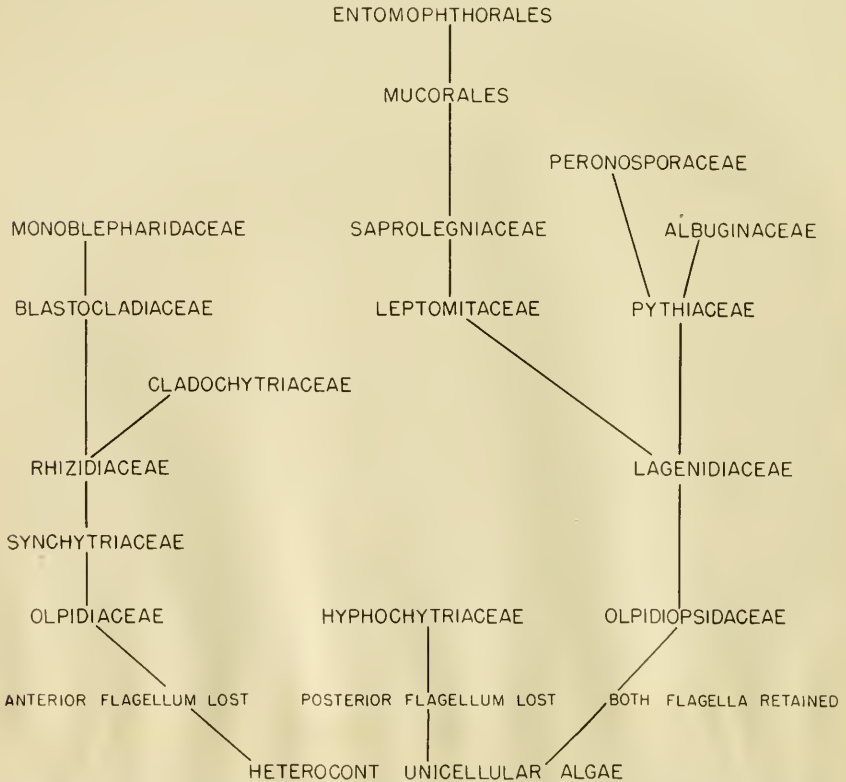 ENTOMOPHTHORALES
MUCORALES
PERONOSPORACEAE
MONOBLEPHARIDACEAE SAPROLEGNIACEAE ALBUGINACEAE
BLASTOCLADIACEAE LEPTOMITACEAE PYTHIACEAE
CLADOCHYTRIACEAE
RHIZIDIACEAE LAGENIDIACEAE
SYNCHYTRIACEAE
OLPIDIACEAE HYPHOCHYTRIACEAE OLPIDIOPSIDACEAE
ANTERIOR FLAGELLUM LOST POSTERIOR FLAGELLUM LOST BOTH FLAGELLA RETAINED
HETEROCONT UNICELLULAR ALGAE